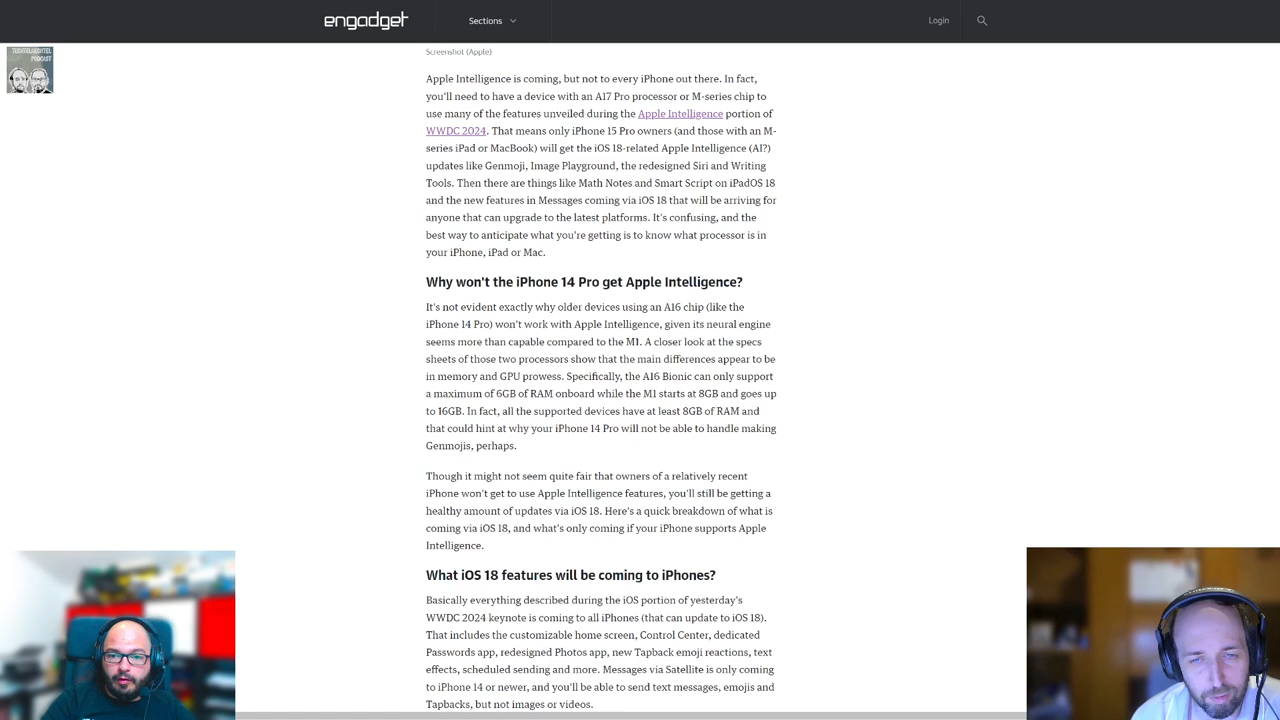 engadget
Sections
Login
TECHTELMECHTEL
PODCAST
Screenshot (Apple)
Apple Intelligence is coming, but not to every iPhone out there. In fact,
you'll need to have a device with an A17 Pro processor or M-series chip to
use many of the features unveiled during the Apple Intelligence portion of
WWDC 2024. That means only iPhone 15 Pro owners (and those with an M-
series iPad or MacBook) will get the iOS 18-related Apple Intelligence (AI?)
updates like Genmoji, Image Playground, the redesigned Siri and Writing
Tools. Then there are things like Math Notes and Smart Script on iPadOS 18
and the new features in Messages coming via iOS 18 that will be arriving for
anyone that can upgrade to the latest platforms. It's confusing, and the
best way to anticipate what you're getting is to know what processor is in
your iPhone, iPad or Mac.
Why won't the iPhone 14 Pro get Apple Intelligence?
It's not evident exactly why older devices using an A16 chip (like the
iPhone 14 Pro) won't work with Apple Intelligence, given its neural engine
seems more than capable compared to the M1. A closer look at the specs
sheets of those two processors show that the main differences appear to be
in memory and GPU prowess. Specifically, the A16 Bionic can only support
a maximum of 6GB of RAM onboard while the M1 starts at 8GB and goes up
to 16GB. In fact, all the supported devices have at least 8GB of RAM and
that could hint at why your iPhone 14 Pro will not be able to handle making
Genmojis, perhaps.
Though it might not seem quite fair that owners of a relatively recent
iPhone won't get to use Apple Intelligence features, you'll still be getting a
healthy amount of updates via iOS 18. Here's a quick breakdown of what is
coming via iOS 18, and what's only coming if your iPhone supports Apple
Intelligence.
What iOS 18 features will be coming to iPhones?
Basically everything described during the iOS portion of yesterday's
WWDC 2024 keynote is coming to all iPhones (that can update to iOS 18).
That includes the customizable home screen, Control Center, dedicated
Passwords app, redesigned Photos app, new Tapback emoji reactions, text
effects, scheduled sending and more. Messages via Satellite is only coming
to iPhone 14 or newer, and you'll be able to send text messages, emojis and
Tapbacks, but not images or videos.